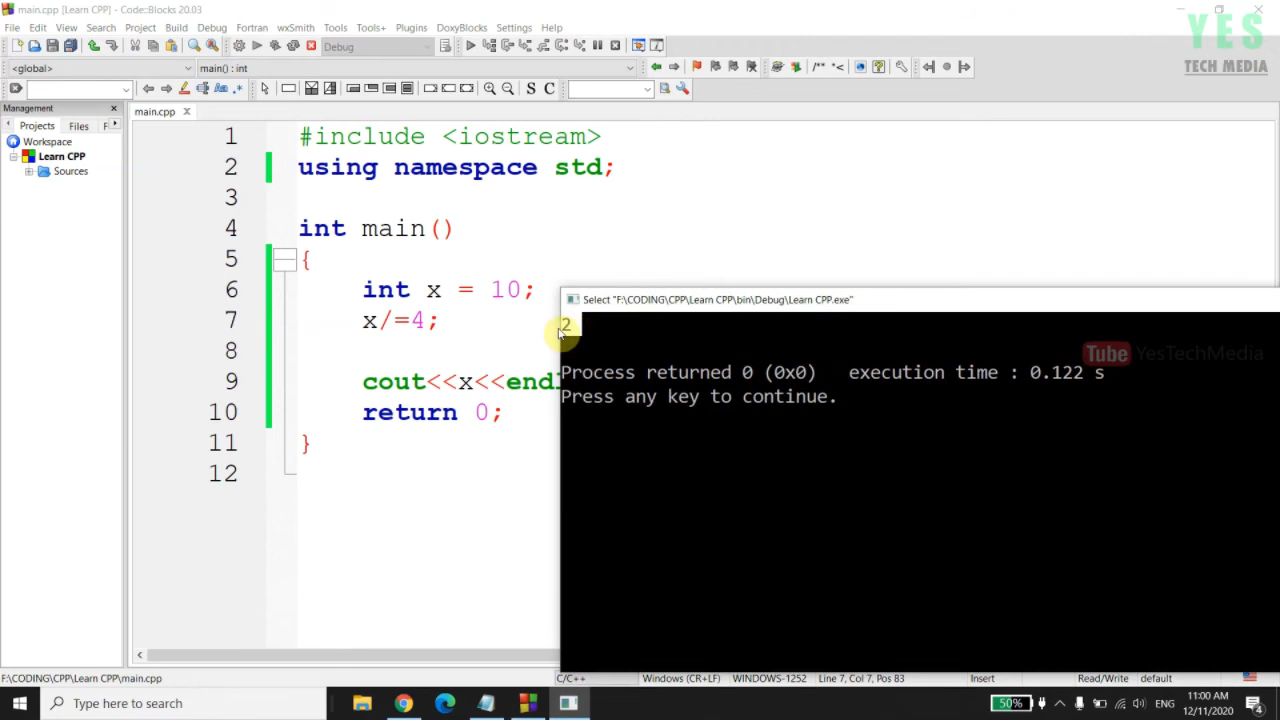 main.cpp [Learn CPP] - Code::Blocks 20.03
YES
TECH MEDIA
File Edit View Search Project Build Debug Fortran wxSmith Tools Tools+ Plugins DoxyBlocks Settings Help
Debug
<global> main() : int
/** *<
S C
Management
Projects Files F
main.cpp
Workspace
Learn CPP
Sources
1 #include <iostream>
2 using namespace std;
3
4 int main()
5 {
6 int x = 10;
7 x/=4;
8
9 cout<<x<<endl
10 return 0;
11 }
12
Select "F:\CODING\CPP\Learn CPP\bin\Debug\Learn CPP.exe"
2
Tube YesTechMedia
Process returned 0 (0x0) execution time : 0.122 s
Press any key to continue.
F:\CODING\CPP\Learn CPP\main.cpp C/C++ Windows (CR+LF) WINDOWS-1252 Line 7, Col 7, Pos 83 Insert Read/Write default
Type here to search
50%
ENG
11:00 AM
12/11/2020
4